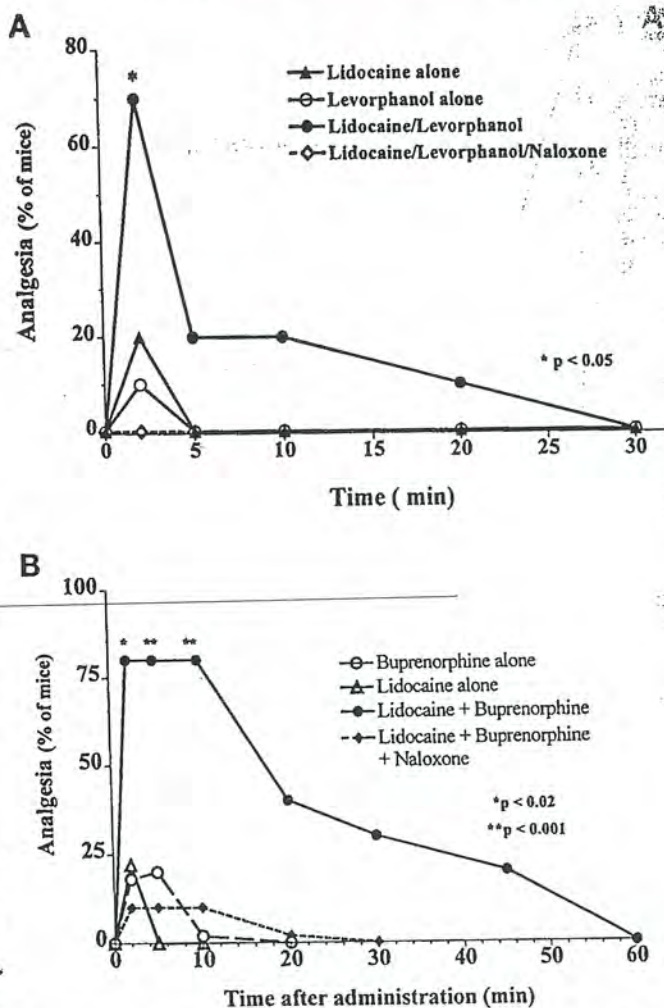 A
80
60
40
20
0
Analgesia (% of mice)
*
Lidocaine alone
Levorphanol alone
Lidocaine/Levorphanol
Lidocaine/Levorphanol/Naloxone
* p < 0.05
0 5 10 15 20 25 30
Time ( min)
B
100
75
50
25
0
Analgesia (% of mice)
* ** **
Buprenorphine alone
Lidocaine alone
Lidocaine + Buprenorphine
Lidocaine + Buprenorphine
+ Naloxone
*p < 0.02
**p < 0.001
0 10 20 30 40 50 60
Time after administration (min)